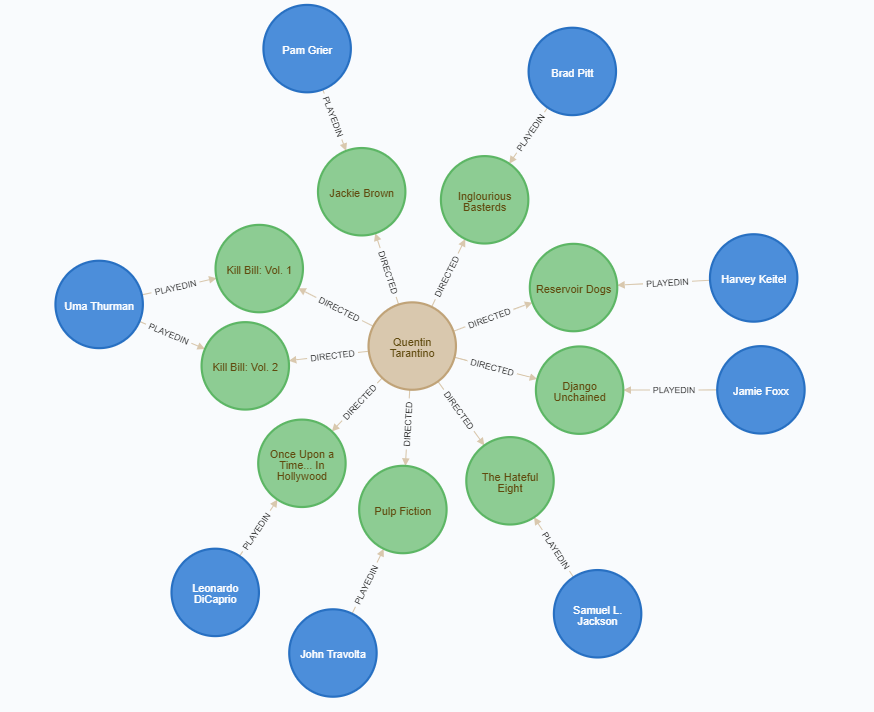 Pam Grier
Brad Pitt
PLAYEDIN
PLAYEDIN
Jackie Brown
Inglourious
Basterds
DIRECTED
DIRECTED
Kill Bill: Vol. 1
PLAYEDIN
Uma Thurman
PLAYEDIN
Kill Bill: Vol. 2
DIRECTED
DIRECTED
Quentin
Tarantino
DIRECTED
Reservoir Dogs
PLAYEDIN
Harvey Keitel
DIRECTED
Django
Unchained
PLAYEDIN
Jamie Foxx
DIRECTED
DIRECTED
DIRECTED
Once Upon a
Time... In
Hollywood
Pulp Fiction
The Hateful
Eight
PLAYEDIN
PLAYEDIN
PLAYEDIN
Leonardo
DiCaprio
John Travolta
Samuel L.
Jackson